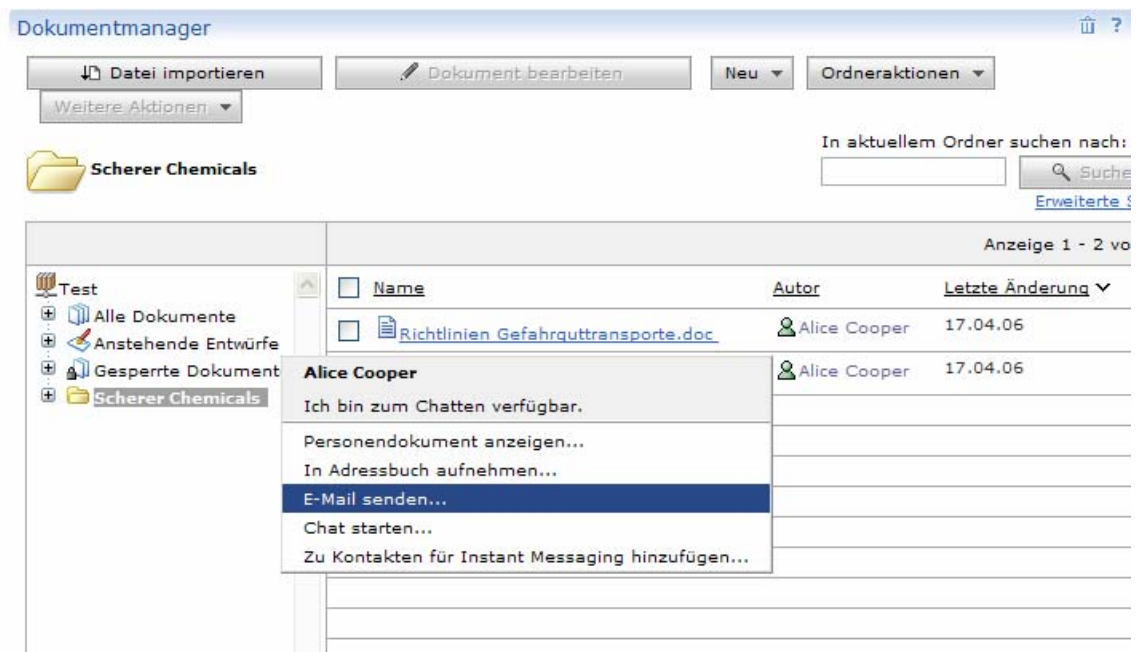 Dokumentmanager ?
Datei importieren Dokument bearbeiten Neu Ordneraktionen
Weitere Aktionen
In aktuellem Ordner suchen nach:
Scherer Chemicals
Suche
Erweiterte S
Anzeige 1 - 2 vo
Test
Name Autor Letzte Änderung
Alle Dokumente
Richtlinien Gefahrguttransporte.doc Alice Cooper 17.04.06
Anstehende Entwürfe
Gesperrte Dokument
Alice Cooper 17.04.06
Scherer Chemicals
Alice Cooper
Ich bin zum Chatten verfügbar.
Personendokument anzeigen...
In Adressbuch aufnehmen...
E-Mail senden...
Chat starten...
Zu Kontakten für Instant Messaging hinzufügen...